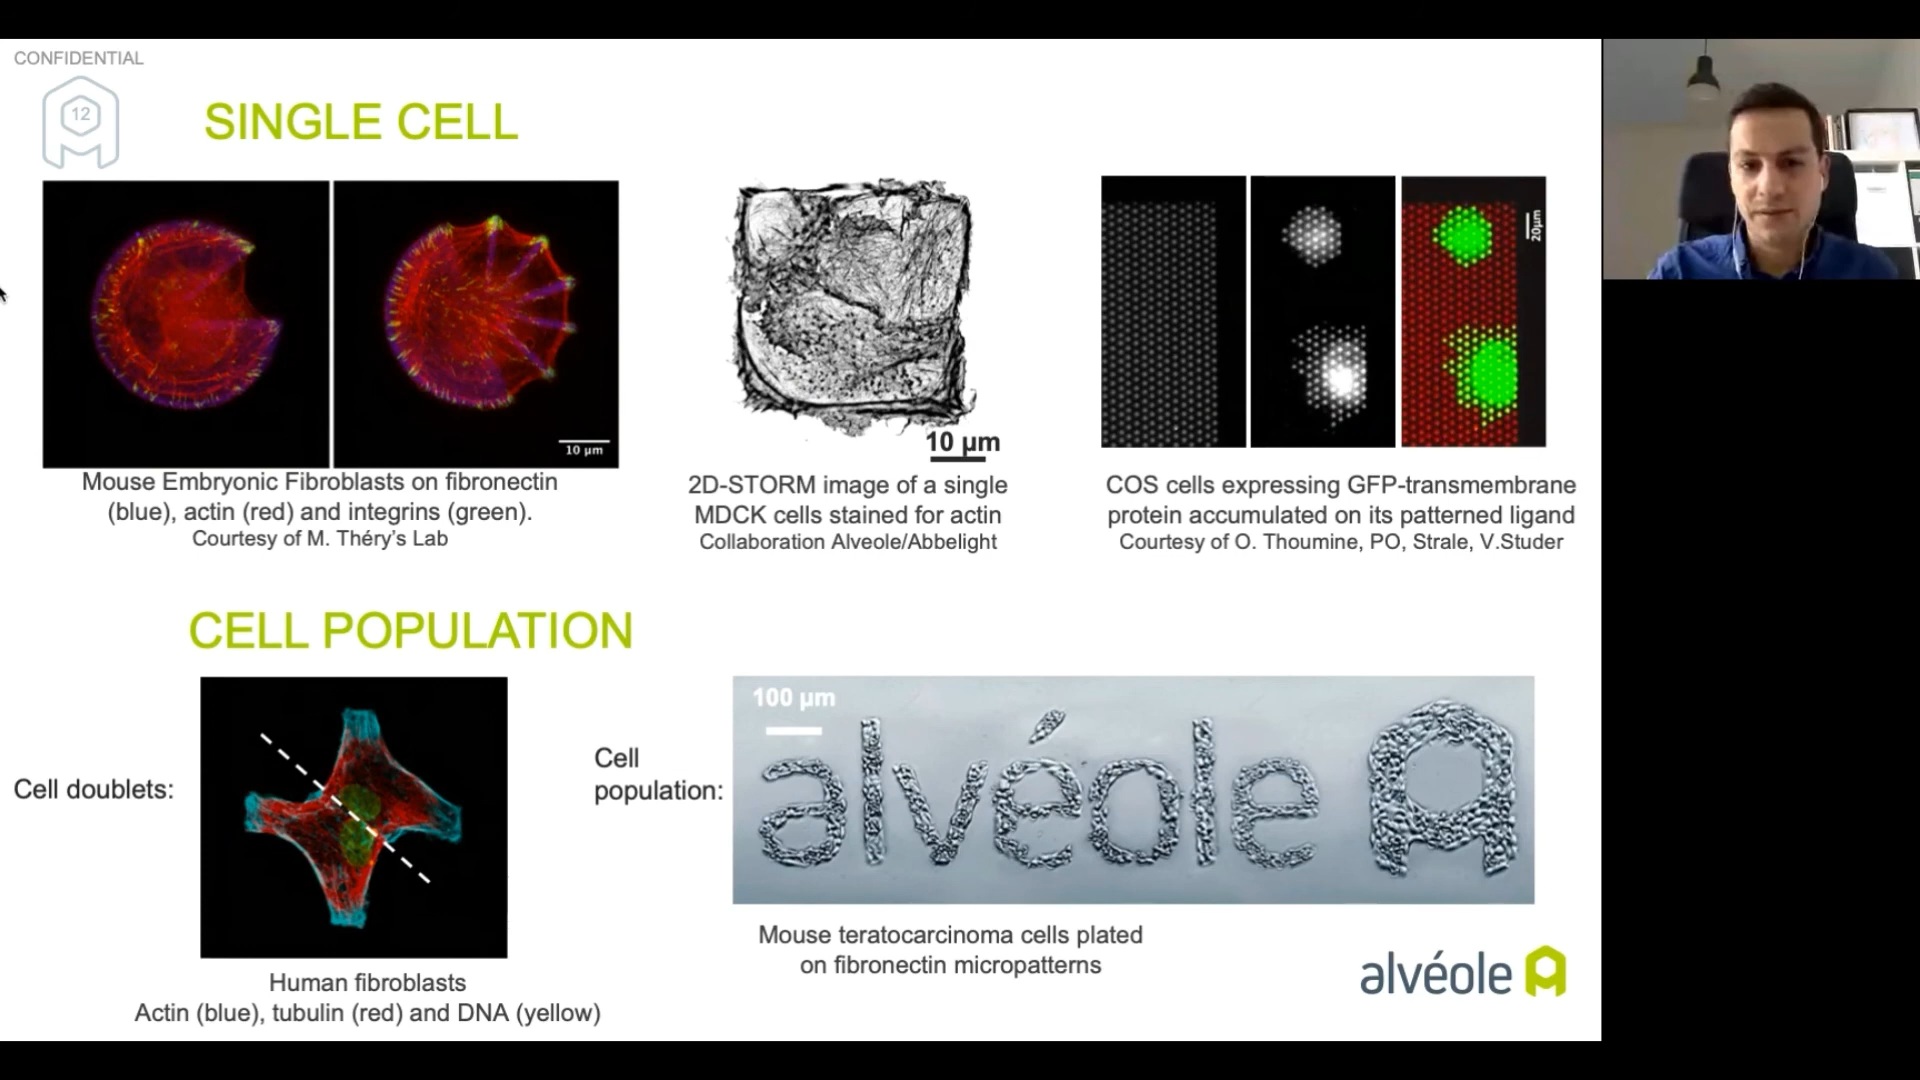 CONFIDENTIAL
12
SINGLE CELL
10 µm
Mouse Embryonic Fibroblasts on fibronectin
(blue), actin (red) and integrins (green).
Courtesy of M. Théry’s Lab
10 µm
2D-STORM image of a single
MDCK cells stained for actin
Collaboration Alveole/Abbelight
20µm
COS cells expressing GFP-transmembrane
protein accumulated on its patterned ligand
Courtesy of O. Thoumine, PO, Strale, V.Studer
CELL POPULATION
Cell doublets:
Human fibroblasts
Actin (blue), tubulin (red) and DNA (yellow)
Cell
population:
100 µm
alvéole
Mouse teratocarcinoma cells plated
on fibronectin micropatterns
alvéole